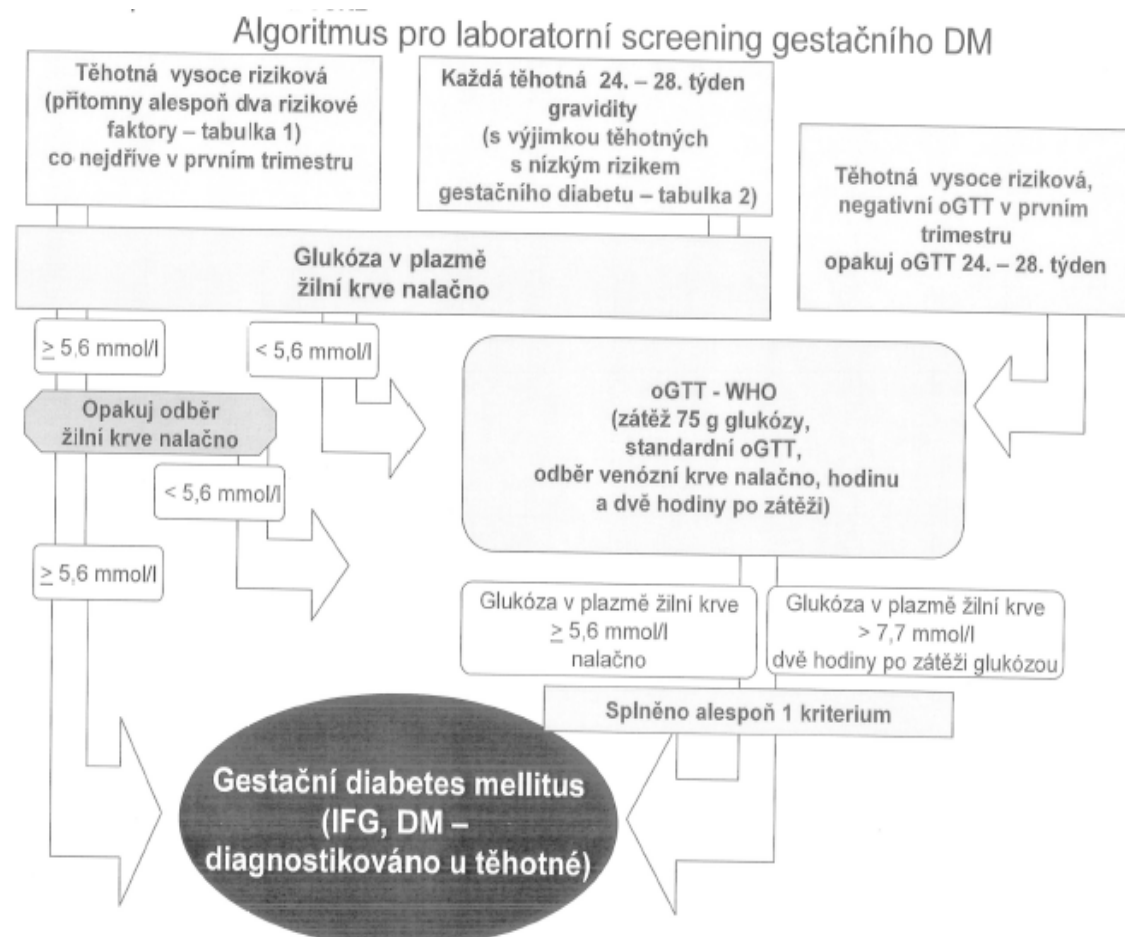 Algoritmus pro laboratorní screening gestačního DM
Těhotná vysoce riziková
(přítomny alespoň dva rizikové
faktory – tabulka 1)
co nejdříve v prvním trimestru
Každá těhotná 24. – 28. týden
gravidity
(s výjimkou těhotných
s nízkým rizikem
gestačního diabetu – tabulka 2)
Těhotná vysoce riziková,
negativní oGTT v prvním
trimestru
opakuj oGTT 24. – 28. týden
Glukóza v plazmě
žilní krve nalačno
≥ 5,6 mmol/l
< 5,6 mmol/l
Opakuj odběr
žilní krve nalačno
< 5,6 mmol/l
≥ 5,6 mmol/l
oGTT - WHO
(zátěž 75 g glukózy,
standardní oGTT,
odběr venózní krve nalačno, hodinu
a dvě hodiny po zátěži)
Glukóza v plazmě žilní krve
≥ 5,6 mmol/l
nalačno
Glukóza v plazmě žilní krve
> 7,7 mmol/l
dvě hodiny po zátěži glukózou
Splněno alespoň 1 kriterium
Gestační diabetes mellitus
(IFG, DM –
diagnostikováno u těhotné)